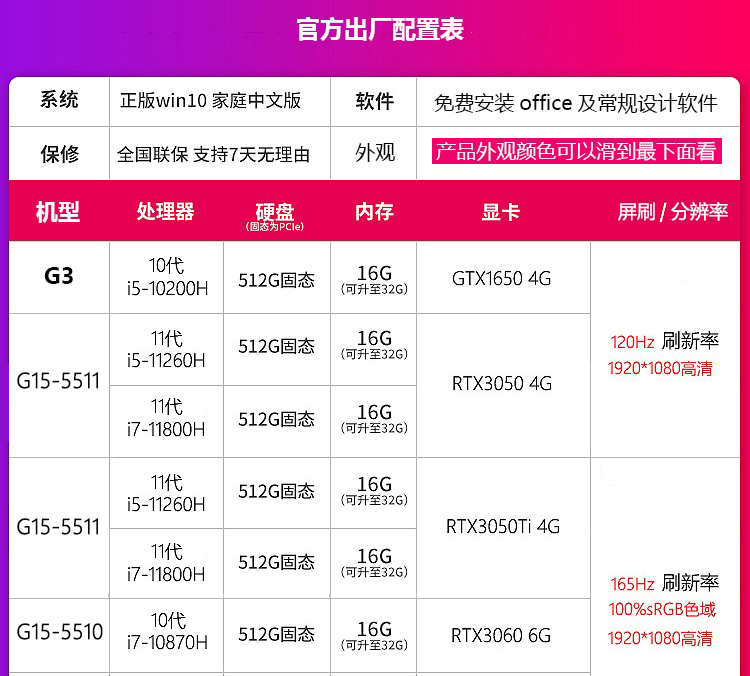 官方出厂配置表
系统 正版win10 家庭中文版 软件 免费安装 office 及常规设计软件
保修 全国联保 支持7天无理由 外观 产品外观颜色可以滑到最下面看
机型 处理器 硬盘 内存 显卡 屏刷 / 分辨率
(固态为PCIe)
G3 10代 512G固态 16G GTX1650 4G
i5-10200H (可升至32G)
G15-5511 11代 512G固态 16G RTX3050 4G 120Hz 刷新率
i5-11260H (可升至32G) 1920*1080高清
11代 512G固态 16G
i7-11800H (可升至32G)
G15-5511 11代 512G固态 16G RTX3050Ti 4G
i5-11260H (可升至32G)
11代 512G固态 16G
i7-11800H (可升至32G)
165Hz 刷新率
100%sRGB色域
1920*1080高清
G15-5510 10代 512G固态 16G RTX3060 6G
i7-10870H (可升至32G)